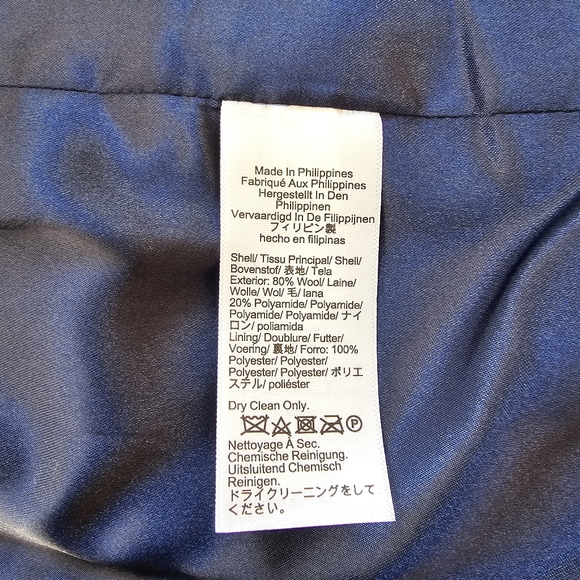 Made In Philippines
Fabriqué Aux Philippines
Hergestellt In Den
Philippinen
Vervaardigd In De Filippijnen
フィリピン製
hecho en filipinas
Shell/ Tissu Principal/ Shell/
Bovenstof/ 表地/ Tela
Exterior: 80% Wool/ Laine/
Wolle/ Wol/ 毛/ lana
20% Polyamide/ Polyamide/
Polyamide/ Polyamide/ ナイ
ロン/ poliamida
Lining/ Doublure/ Futter/
Voering/ 裏地/ Forro: 100%
Polyester/ Polyester/
Polyester/ Polyester/ ポリエ
ステル/ poliéster
Dry Clean Only.
P
Nettoyage À Sec.
Chemische Reinigung.
Uitsluitend Chemisch
Reinigen.
ドライクリーニングをして
ください。